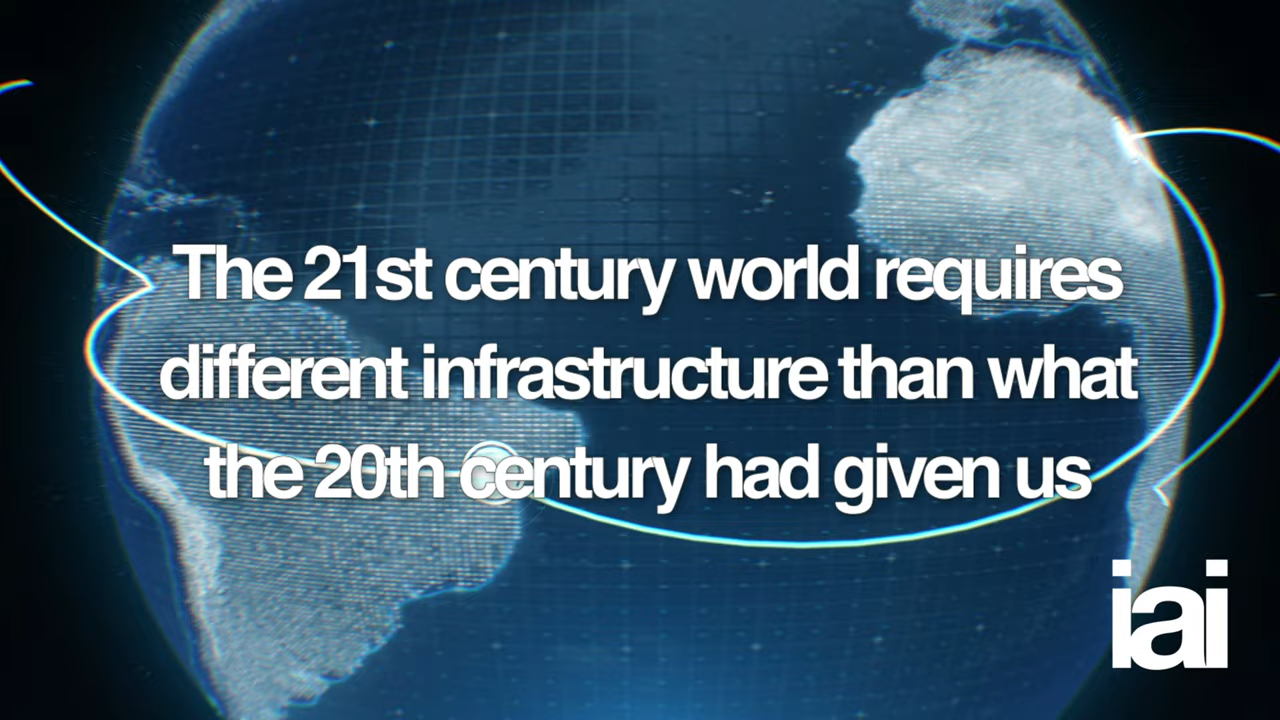 The 21st century world requires
different infrastructure than what
the 20th century had given us
iai